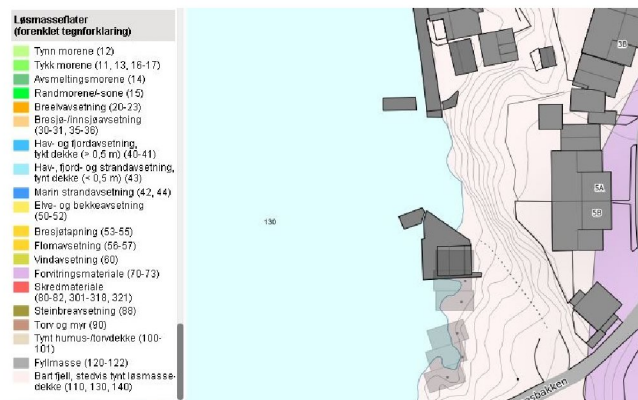 Løsmasseflater
(forenklet tegnforklaring)
Tynn morene (12)
Tykk morene (11, 13, 16-17)
Avsmeltingsmorene (14)
Randmorene/-sone (15)
Breelvavsetning (20-23)
Bresjø-/innsjøavsetning
(30-31, 35-36)
Hav- og fjordavsetning,
tykt dekke (> 0,5 m) (40-41)
Hav-, fjord- og strandavsetning,
tynt dekke (< 0,5 m) (43)
Marin strandavsetning (42, 44)
Elve- og bekkeavsetning
(50-52)
Bresjøtapning (53-55)
Flomavsetning (56-57)
Vindavsetning (60)
Forvitringsmateriale (70-73)
Skredmateriale
(80-82, 301-318, 321)
Steinbreavsetning (88)
Torv og myr (90)
Tynt humus-/torvdekke (100-
101)
Fyllmasse (120-122)
Bart fjell, stedvis tynt løsmasse-
dekke (110, 130, 140)
130
3B
5A
5B
sbakken